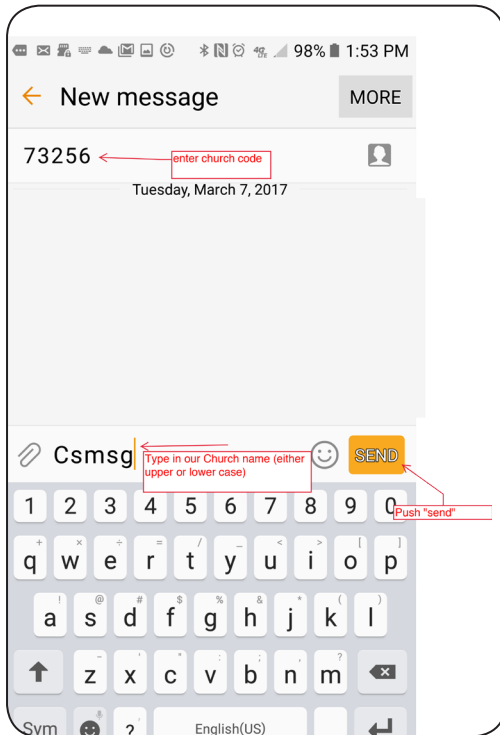 4G LTE 98% 1:53 PM
New message MORE
73256 enter church code
Tuesday, March 7, 2017
Csmsg Type in our Church name (either
upper or lower case) SEND
Push "send"
1 2 3 4 5 6 7 8 9 0
+ × ÷ = / _ < > [ ]
q w e r t y u i o p
! @ # $ % & * ( )
a s d f g h j k l
- ' " : ; , ?
z x c v b n m
Sym ? English(US)